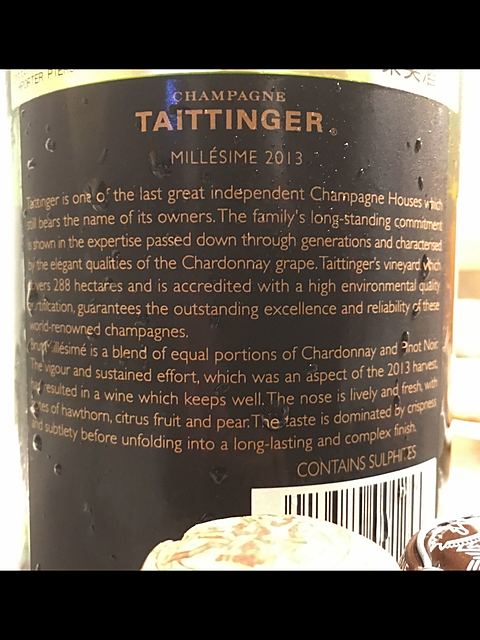 CHAMPAGNE
TAITTINGER
MILLÉSIME 2013
Taittinger is one of the last great independent Champagne Houses which
still bears the name of its owners. The family's long-standing commitment
is shown in the expertise passed down through generations and characterised
by the elegant qualities of the Chardonnay grape. Taittinger's vineyard which
covers 288 hectares and is accredited with a high environmental quality
certification, guarantees the outstanding excellence and reliability of these
world-renowned champagnes.
Brut Millésimé is a blend of equal portions of Chardonnay and Pinot Noir.
The vigour and sustained effort, which was an aspect of the 2013 harvest,
had resulted in a wine which keeps well. The nose is lively and fresh, with
notes of hawthorn, citrus fruit and pear. The taste is dominated by crispness
and subtlety before unfolding into a long-lasting and complex finish.
CONTAINS SULPHITES